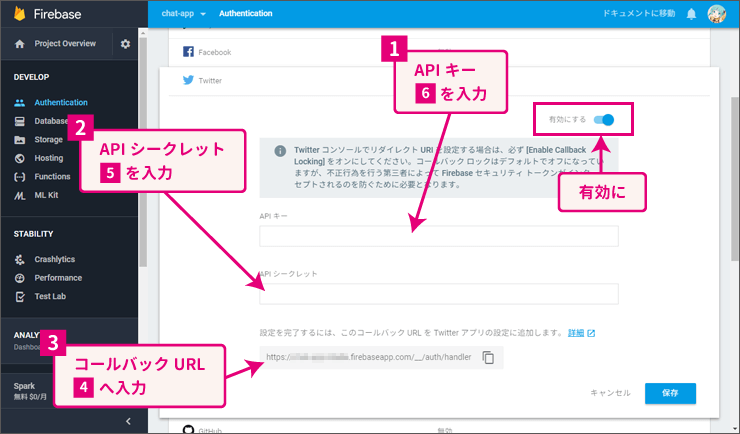 Firebase
chat-app
Authentication
ドキュメントに移動
Project Overview
DEVELOP
Authentication
Database
Storage
Hosting
Functions
ML Kit
STABILITY
Crashlytics
Performance
Test Lab
ANALY
Dashboa
Spark
無料 $0/月
Facebook
Twitter
有効にする
Twitter コンソールでリダイレクト URI を設定する場合は、必ず [Enable Callback
Locking] をオンにしてください。コールバック ロックはデフォルトでオフになってい
ますが、不正行為を行う第三者によって Firebase セキュリティ トークンが
セプトされるのを防ぐために必要となります。
API キー
API シークレット
設定を完了するには、このコールバック URL を Twitter アプリの設定に追加します。 詳細
https://
.firebaseapp.com/__/auth/handler
キャンセル
保存
GitHub
無効
1
API キー
6 を入力
2
API シークレット
5 を入力
3
コールバック URL
4 へ入力
有効に